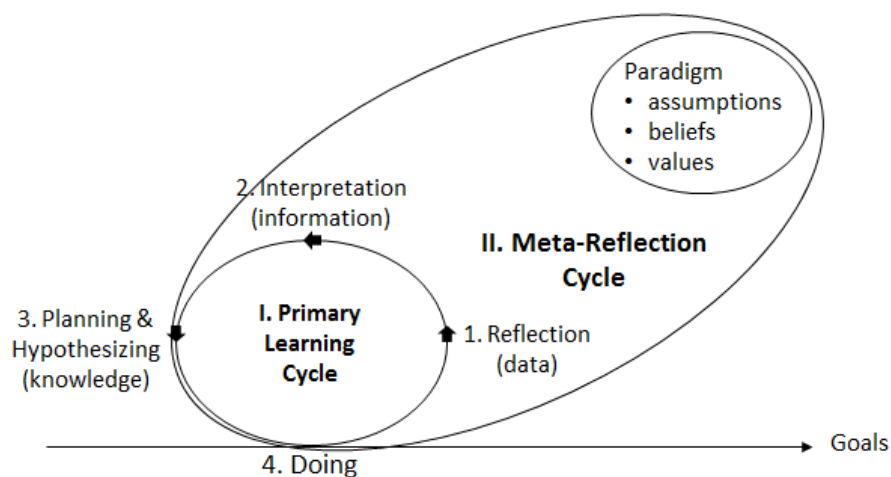 Paradigm
• assumptions
• beliefs
• values
2. Interpretation
(information)
II. Meta-Reflection
Cycle
I. Primary
Learning
Cycle
3. Planning &
Hypothesizing
(knowledge)
1. Reflection
(data)
4. Doing
Goals